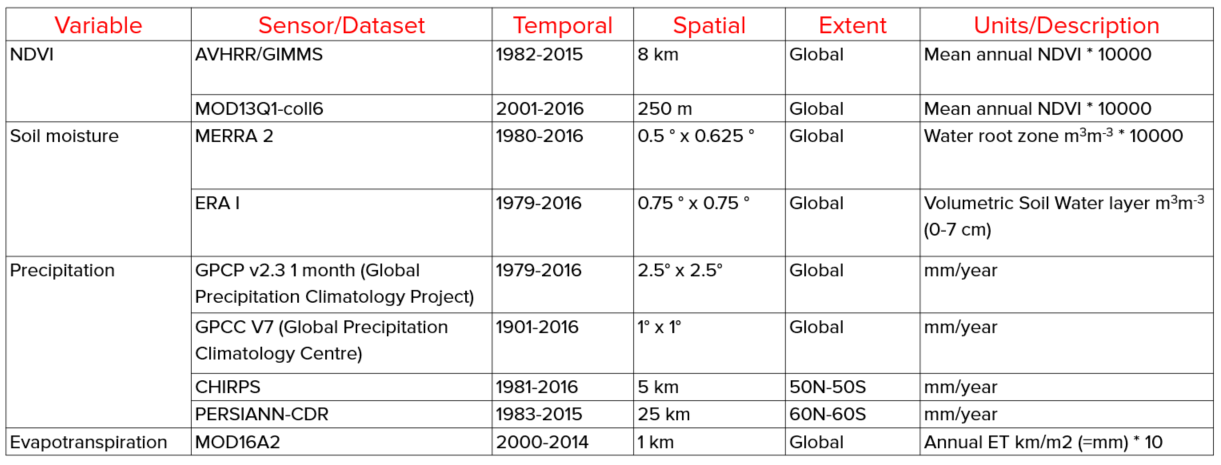 Variable Sensor/Dataset Temporal Spatial Extent Units/Description
NDVI AVHRR/GIMMS 1982-2015 8 km Global Mean annual NDVI * 10000
MOD13Q1-coll6 2001-2016 250 m Global Mean annual NDVI * 10000
Soil moisture MERRA 2 1980-2016 0.5 ° x 0.625 ° Global Water root zone m³m⁻³ * 10000
ERA I 1979-2016 0.75 ° x 0.75 ° Global Volumetric Soil Water layer m³m⁻³
(0-7 cm)
Precipitation GPCP v2.3 1 month (Global 1979-2016 2.5° x 2.5° Global mm/year
Precipitation Climatology Project)
GPCC V7 (Global Precipitation 1901-2016 1° x 1° Global mm/year
Climatology Centre)
CHIRPS 1981-2016 5 km 50N-50S mm/year
PERSIANN-CDR 1983-2015 25 km 60N-60S mm/year
Evapotranspiration MOD16A2 2000-2014 1 km Global Annual ET km/m2 (=mm) * 10